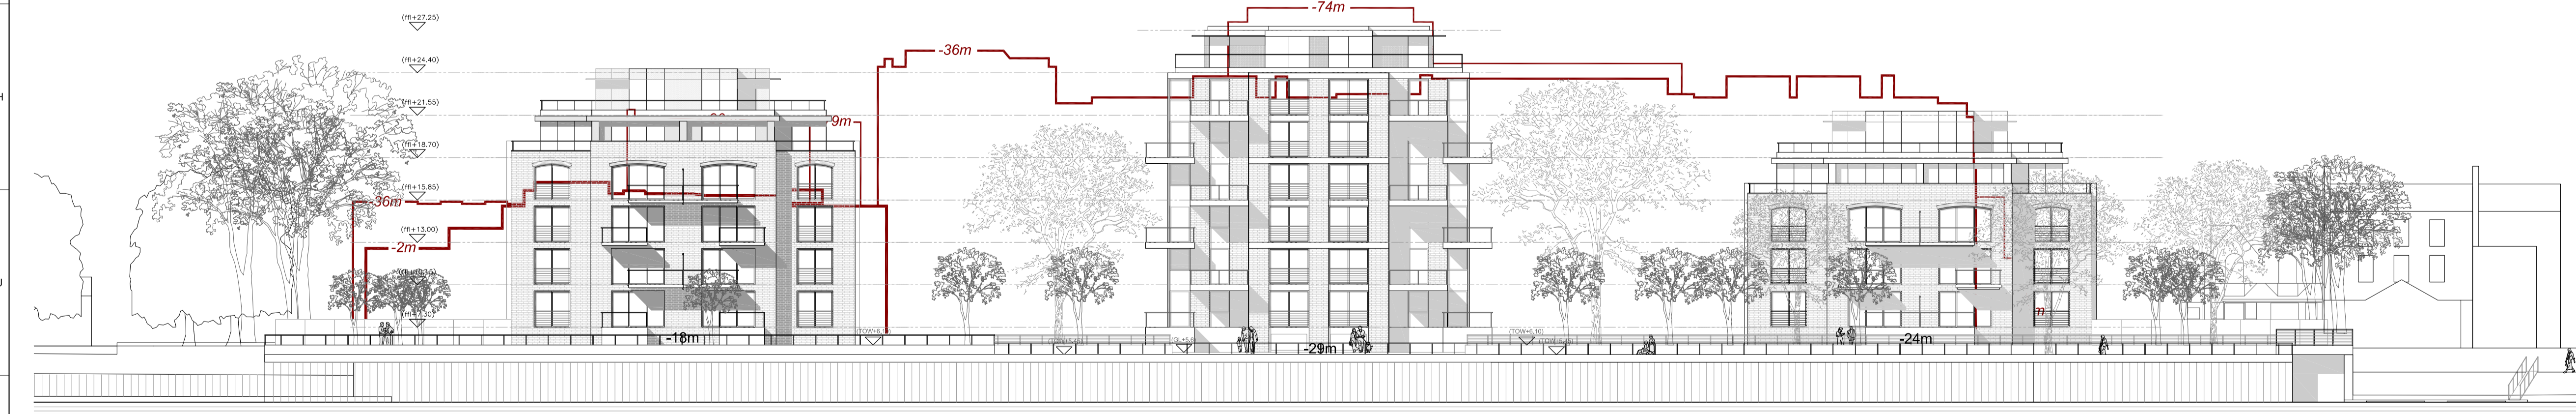 (ffl+27.25)
-74m
-36m
(ffl+24.40)
(ffl+21.55)
9m
(ffl+18.70)
(ffl+15.85)
-36m
(ffl+13.00)
-2m
(ffl+7.30)
-18m
-29m
-24m
(TOW+6,10)
m
H
J